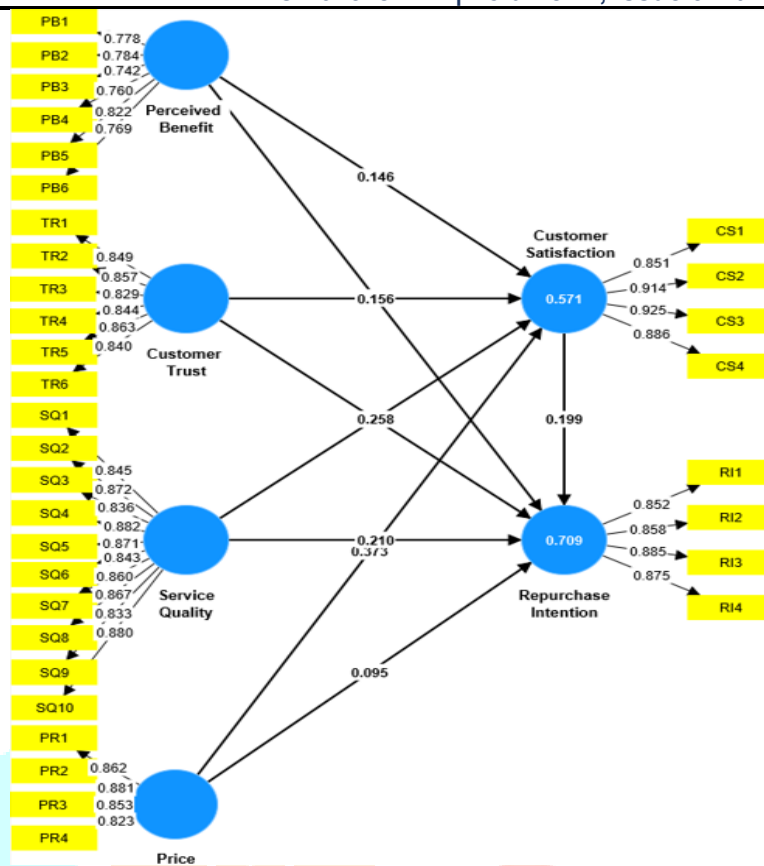 PB1
PB2
PB3
PB4
PB5
PB6
0.778
0.784
0.742
0.760
0.822
0.769
Perceived
Benefit
TR1
TR2
TR3
TR4
TR5
TR6
0.849
0.857
0.829
0.844
0.863
0.840
Customer
Trust
SQ1
SQ2
SQ3
SQ4
SQ5
SQ6
SQ7
SQ8
SQ9
SQ10
0.845
0.872
0.836
0.882
0.871
0.843
0.860
0.867
0.833
0.880
Service
Quality
PR1
PR2
PR3
PR4
0.862
0.881
0.853
0.823
Price
0.146
0.156
0.258
0.210
0.373
0.095
0.199
Customer
Satisfaction
0.571
0.851
0.914
0.925
0.886
CS1
CS2
CS3
CS4
0.709
Repurchase
Intention
0.852
0.858
0.885
0.875
RI1
RI2
RI3
RI4